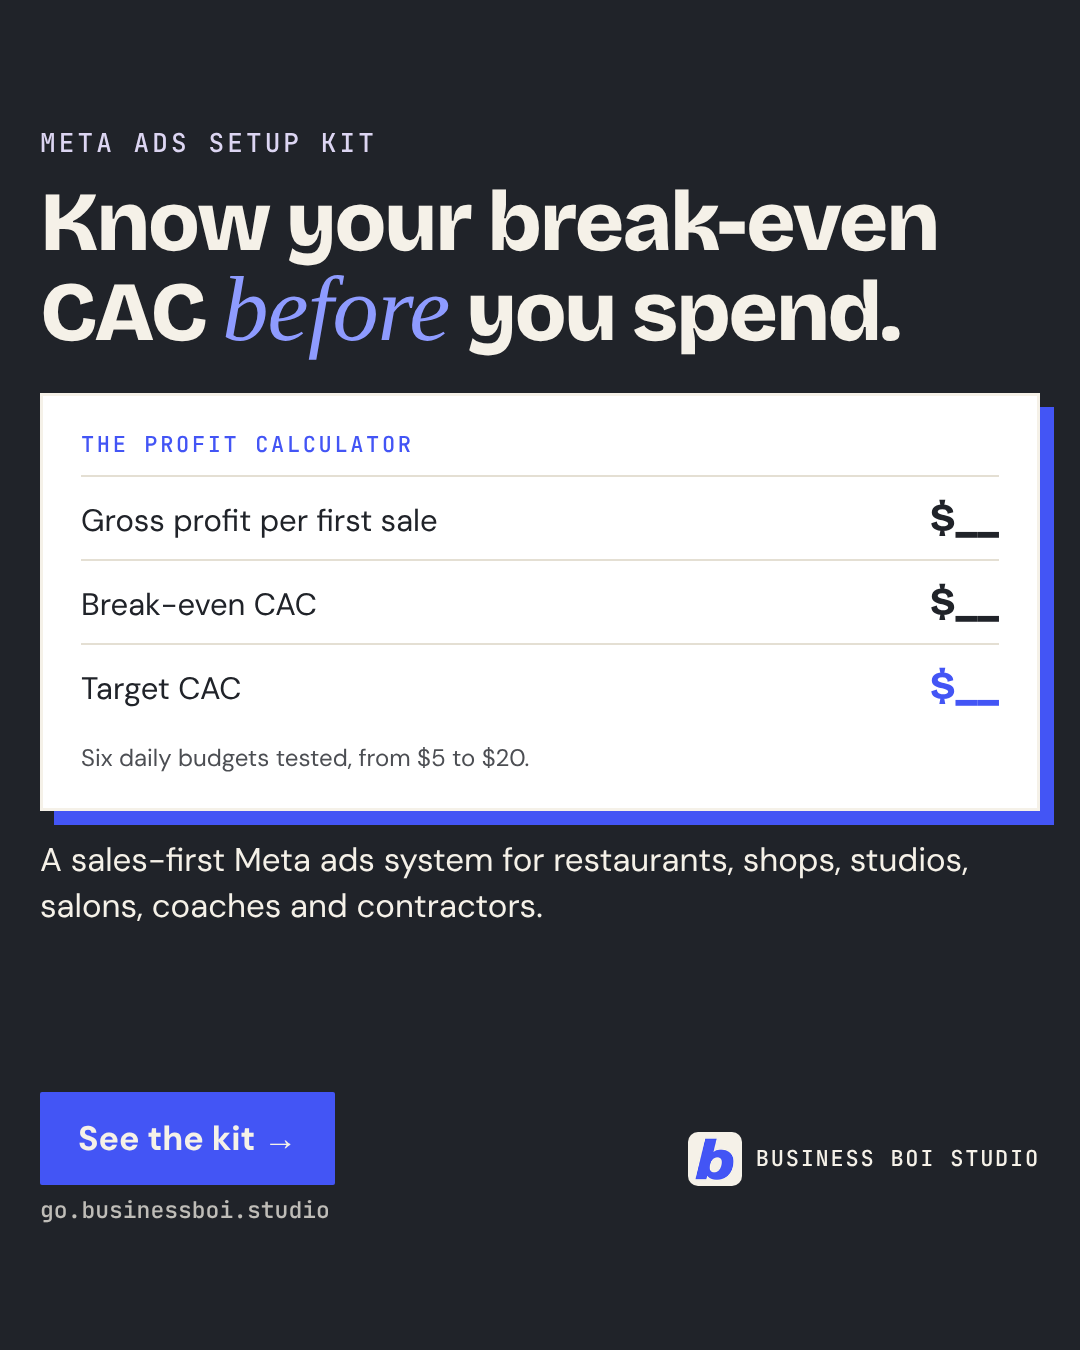 META ADS SETUP KIT
Know your break-even
CAC before you spend.
THE PROFIT CALCULATOR
Gross profit per first sale $__
Break-even CAC $__
Target CAC $__
Six daily budgets tested, from $5 to $20.
A sales-first Meta ads system for restaurants, shops, studios,
salons, coaches and contractors.
See the kit →
b BUSINESS BOI STUDIO
go.businessboi.studio